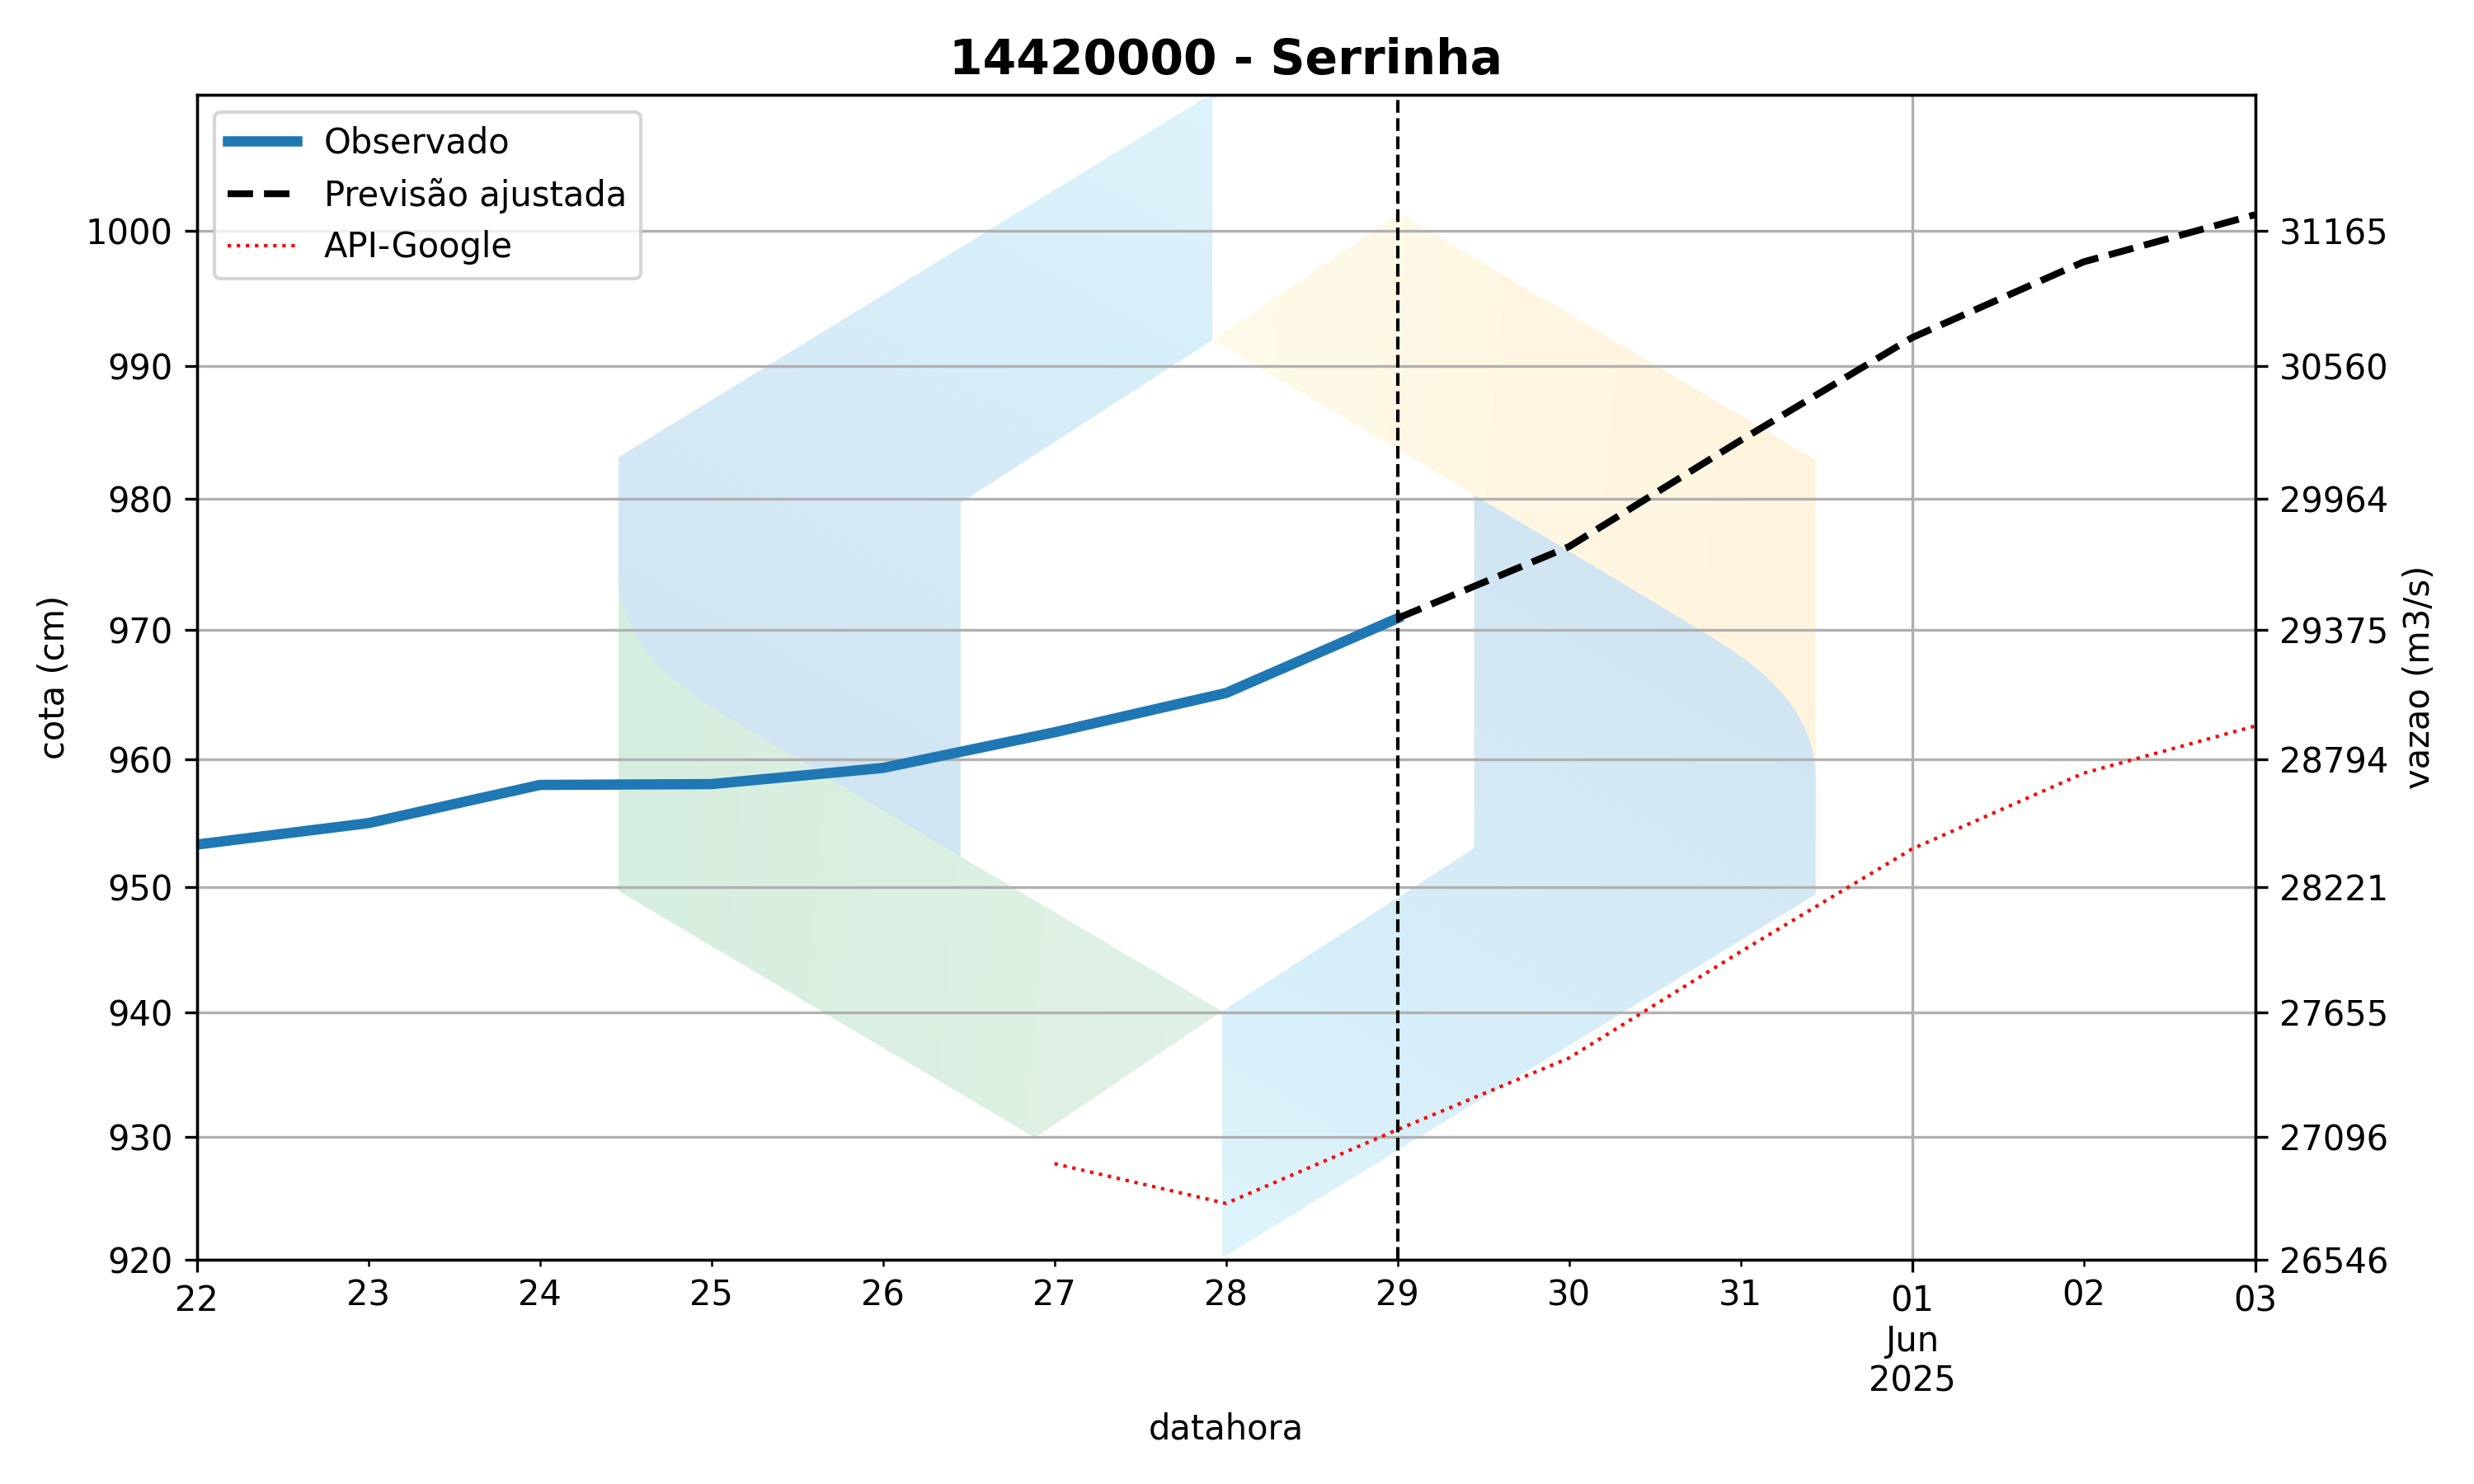 14420000 - Serrinha
Observado
Previsão ajustada
API-Google
1000
990
980
970
960
950
940
930
920
cota (cm)
31165
30560
29964
29375
28794
28221
27655
27096
26546
vazao (m3/s)
22 23 24 25 26 27 28 29 30 31 01 02 03
Jun
2025
datahora